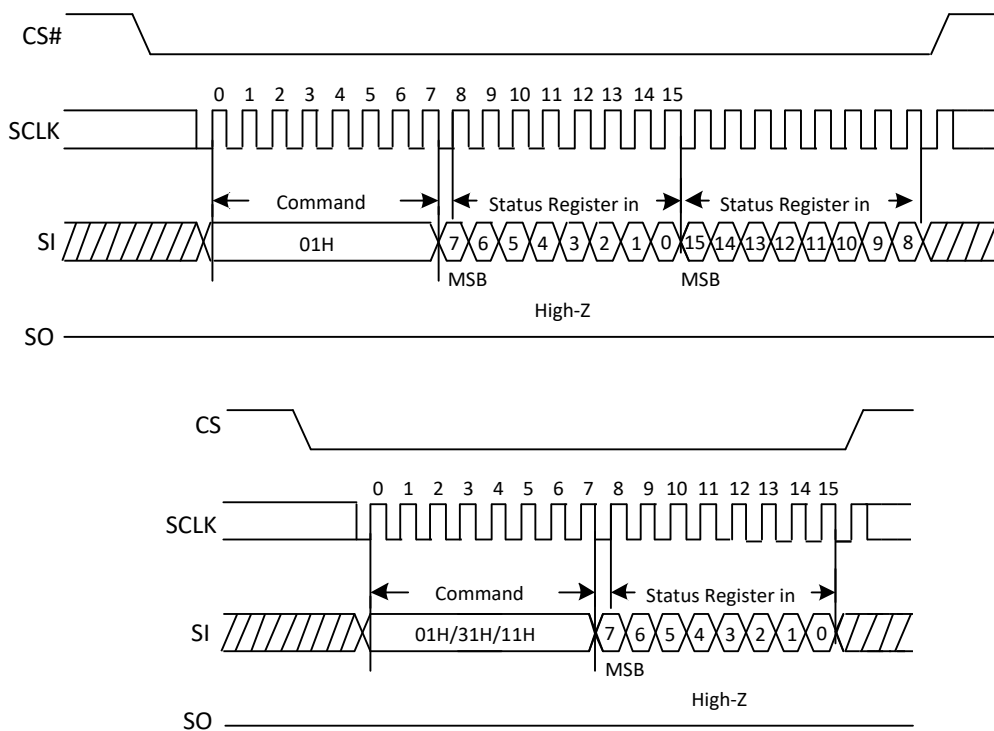 CS#
0 1 2 3 4 5 6 7 8 9 10 11 12 13 14 15
SCLK
Command Status Register in Status Register in
SI 01H 7 6 5 4 3 2 1 0 15 14 13 12 11 10 9 8
MSB MSB
High-Z
SO
CS
0 1 2 3 4 5 6 7 8 9 10 11 12 13 14 15
SCLK
Command Status Register in
SI 01H/31H/11H 7 6 5 4 3 2 1 0
MSB
High-Z
SO